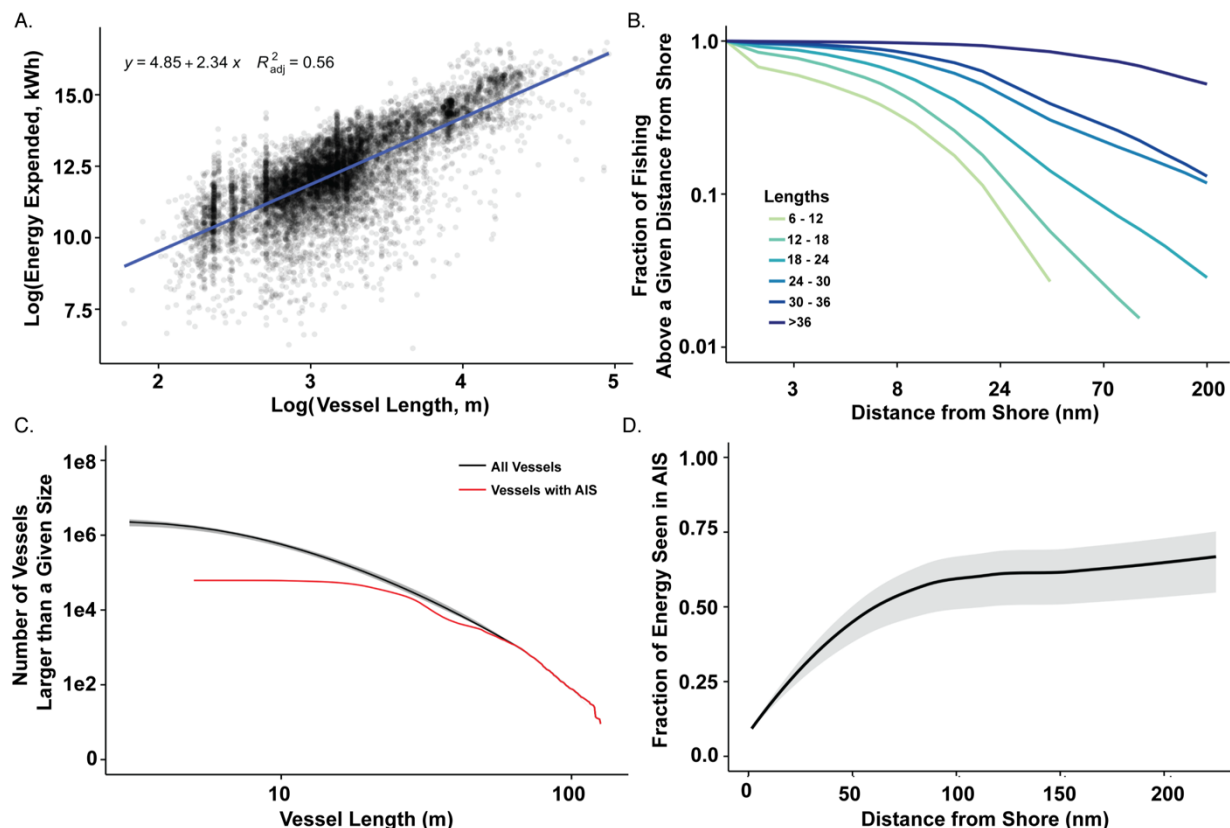 A.
y = 4.85 + 2.34 x R²adj = 0.56
Log(Energy Expended, kWh)
15.0
12.5
10.0
7.5
2 3 4 5
Log(Vessel Length, m)
B.
Fraction of Fishing
Above a Given Distance from Shore
1.0
0.1
0.01
Lengths
6 - 12
12 - 18
18 - 24
24 - 30
30 - 36
>36
3 8 24 70 200
Distance from Shore (nm)
C.
Number of Vessels
Larger than a Given Size
1e8
1e6
1e4
1e2
0
All Vessels
Vessels with AIS
10 100
Vessel Length (m)
D.
Fraction of Energy Seen in AIS
1.00
0.75
0.50
0.25
0.0
0 50 100 150 200
Distance from Shore (nm)